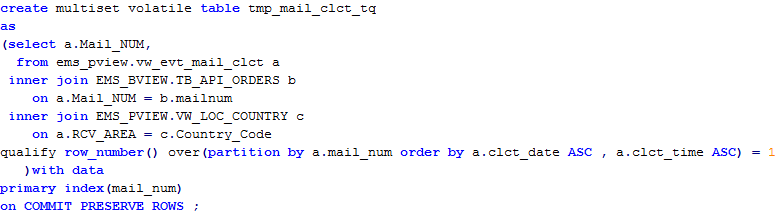 create multiset volatile table tmp_mail_clct_tq
as
(select a.Mail_NUM,
from ems_pview.vw_evt_mail_clct a
inner join EMS_BVIEW.TB_API_ORDERS b
on a.Mail_NUM = b.mailnum
inner join EMS_PVIEW.VW_LOC_COUNTRY c
on a.RCV_AREA = c.Country_Code
qualify row_number() over(partition by a.mail_num order by a.clct_date ASC , a.clct_time ASC) = 1
)with data
primary index(mail_num)
on COMMIT PRESERVE ROWS ;